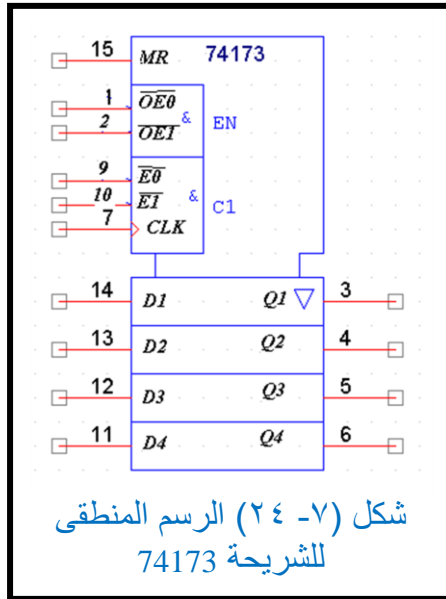 15 MR 74173
1 OE0
2 OE1 & EN
9 E0
10 E1 & C1
7 CLK
14 D1 Q1 ▽ 3
13 D2 Q2 4
12 D3 Q3 5
11 D4 Q4 6
شكل (٧- ٢٤) الرسم المنطقى
للشريحة 74173